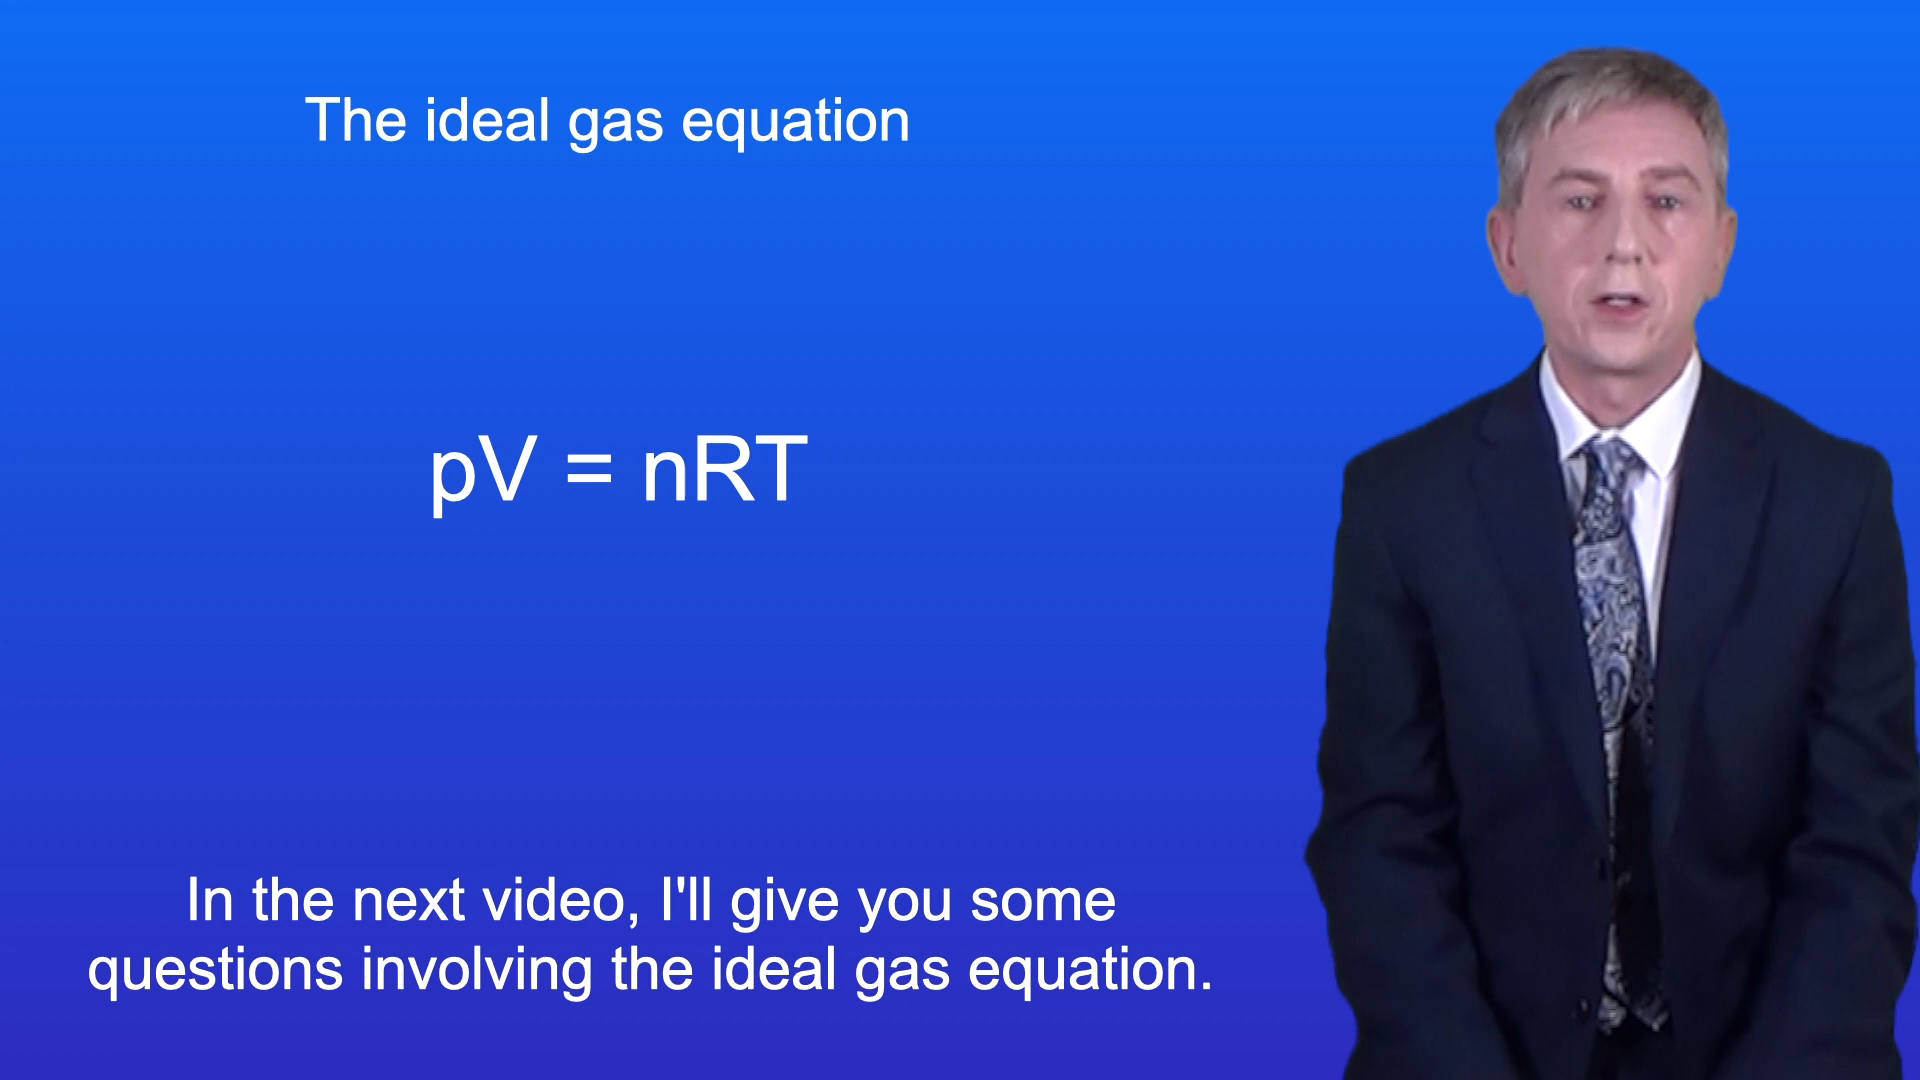 The ideal gas equation
pV = nRT
In the next video, I'll give you some
questions involving the ideal gas equation.